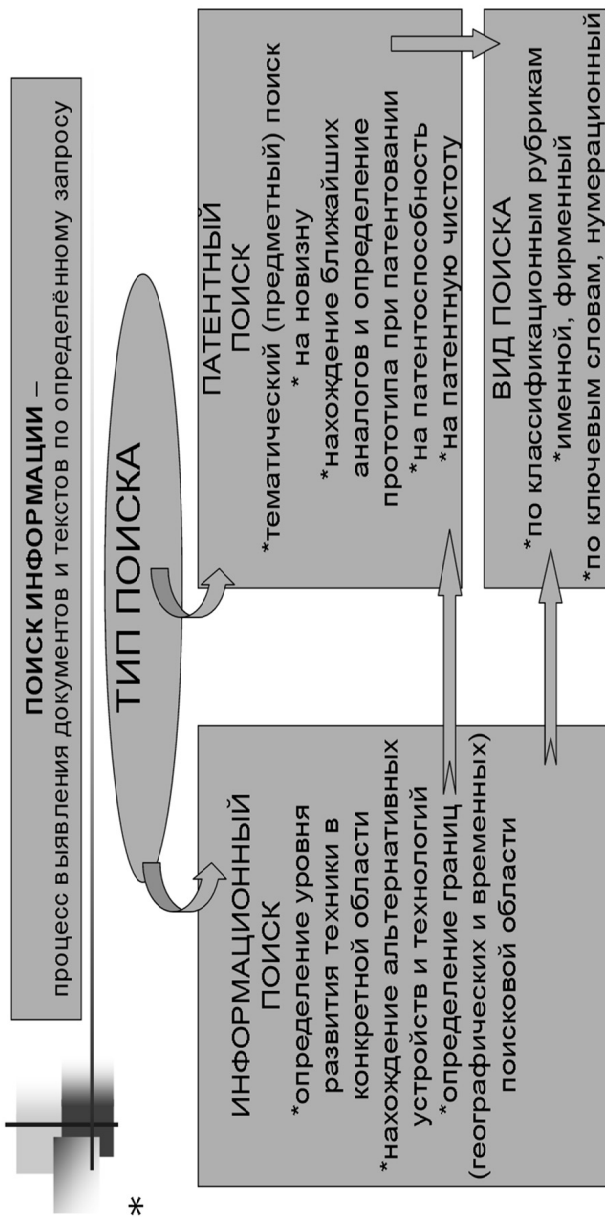 ПОИСК ИНФОРМАЦИИ –
процесс выявления документов и текстов по определённому запросу
ТИП ПОИСКА
*
ИНФОРМАЦИОННЫЙ
ПОИСК
*определение уровня
развития техники в
конкретной области
*нахождение альтернативных
устройств и технологий
*определение границ
(географических и временных)
поисковой области
ПАТЕНТНЫЙ
ПОИСК
*тематический (предметный) поиск
* на новизну
*нахождение ближайших
аналогов и определение
прототипа при патентовании
*на патентоспособность
*на патентную чистоту
ВИД ПОИСКА
*по классификационным рубрикам
*именной, фирменный
*по ключевым словам, нумерационный